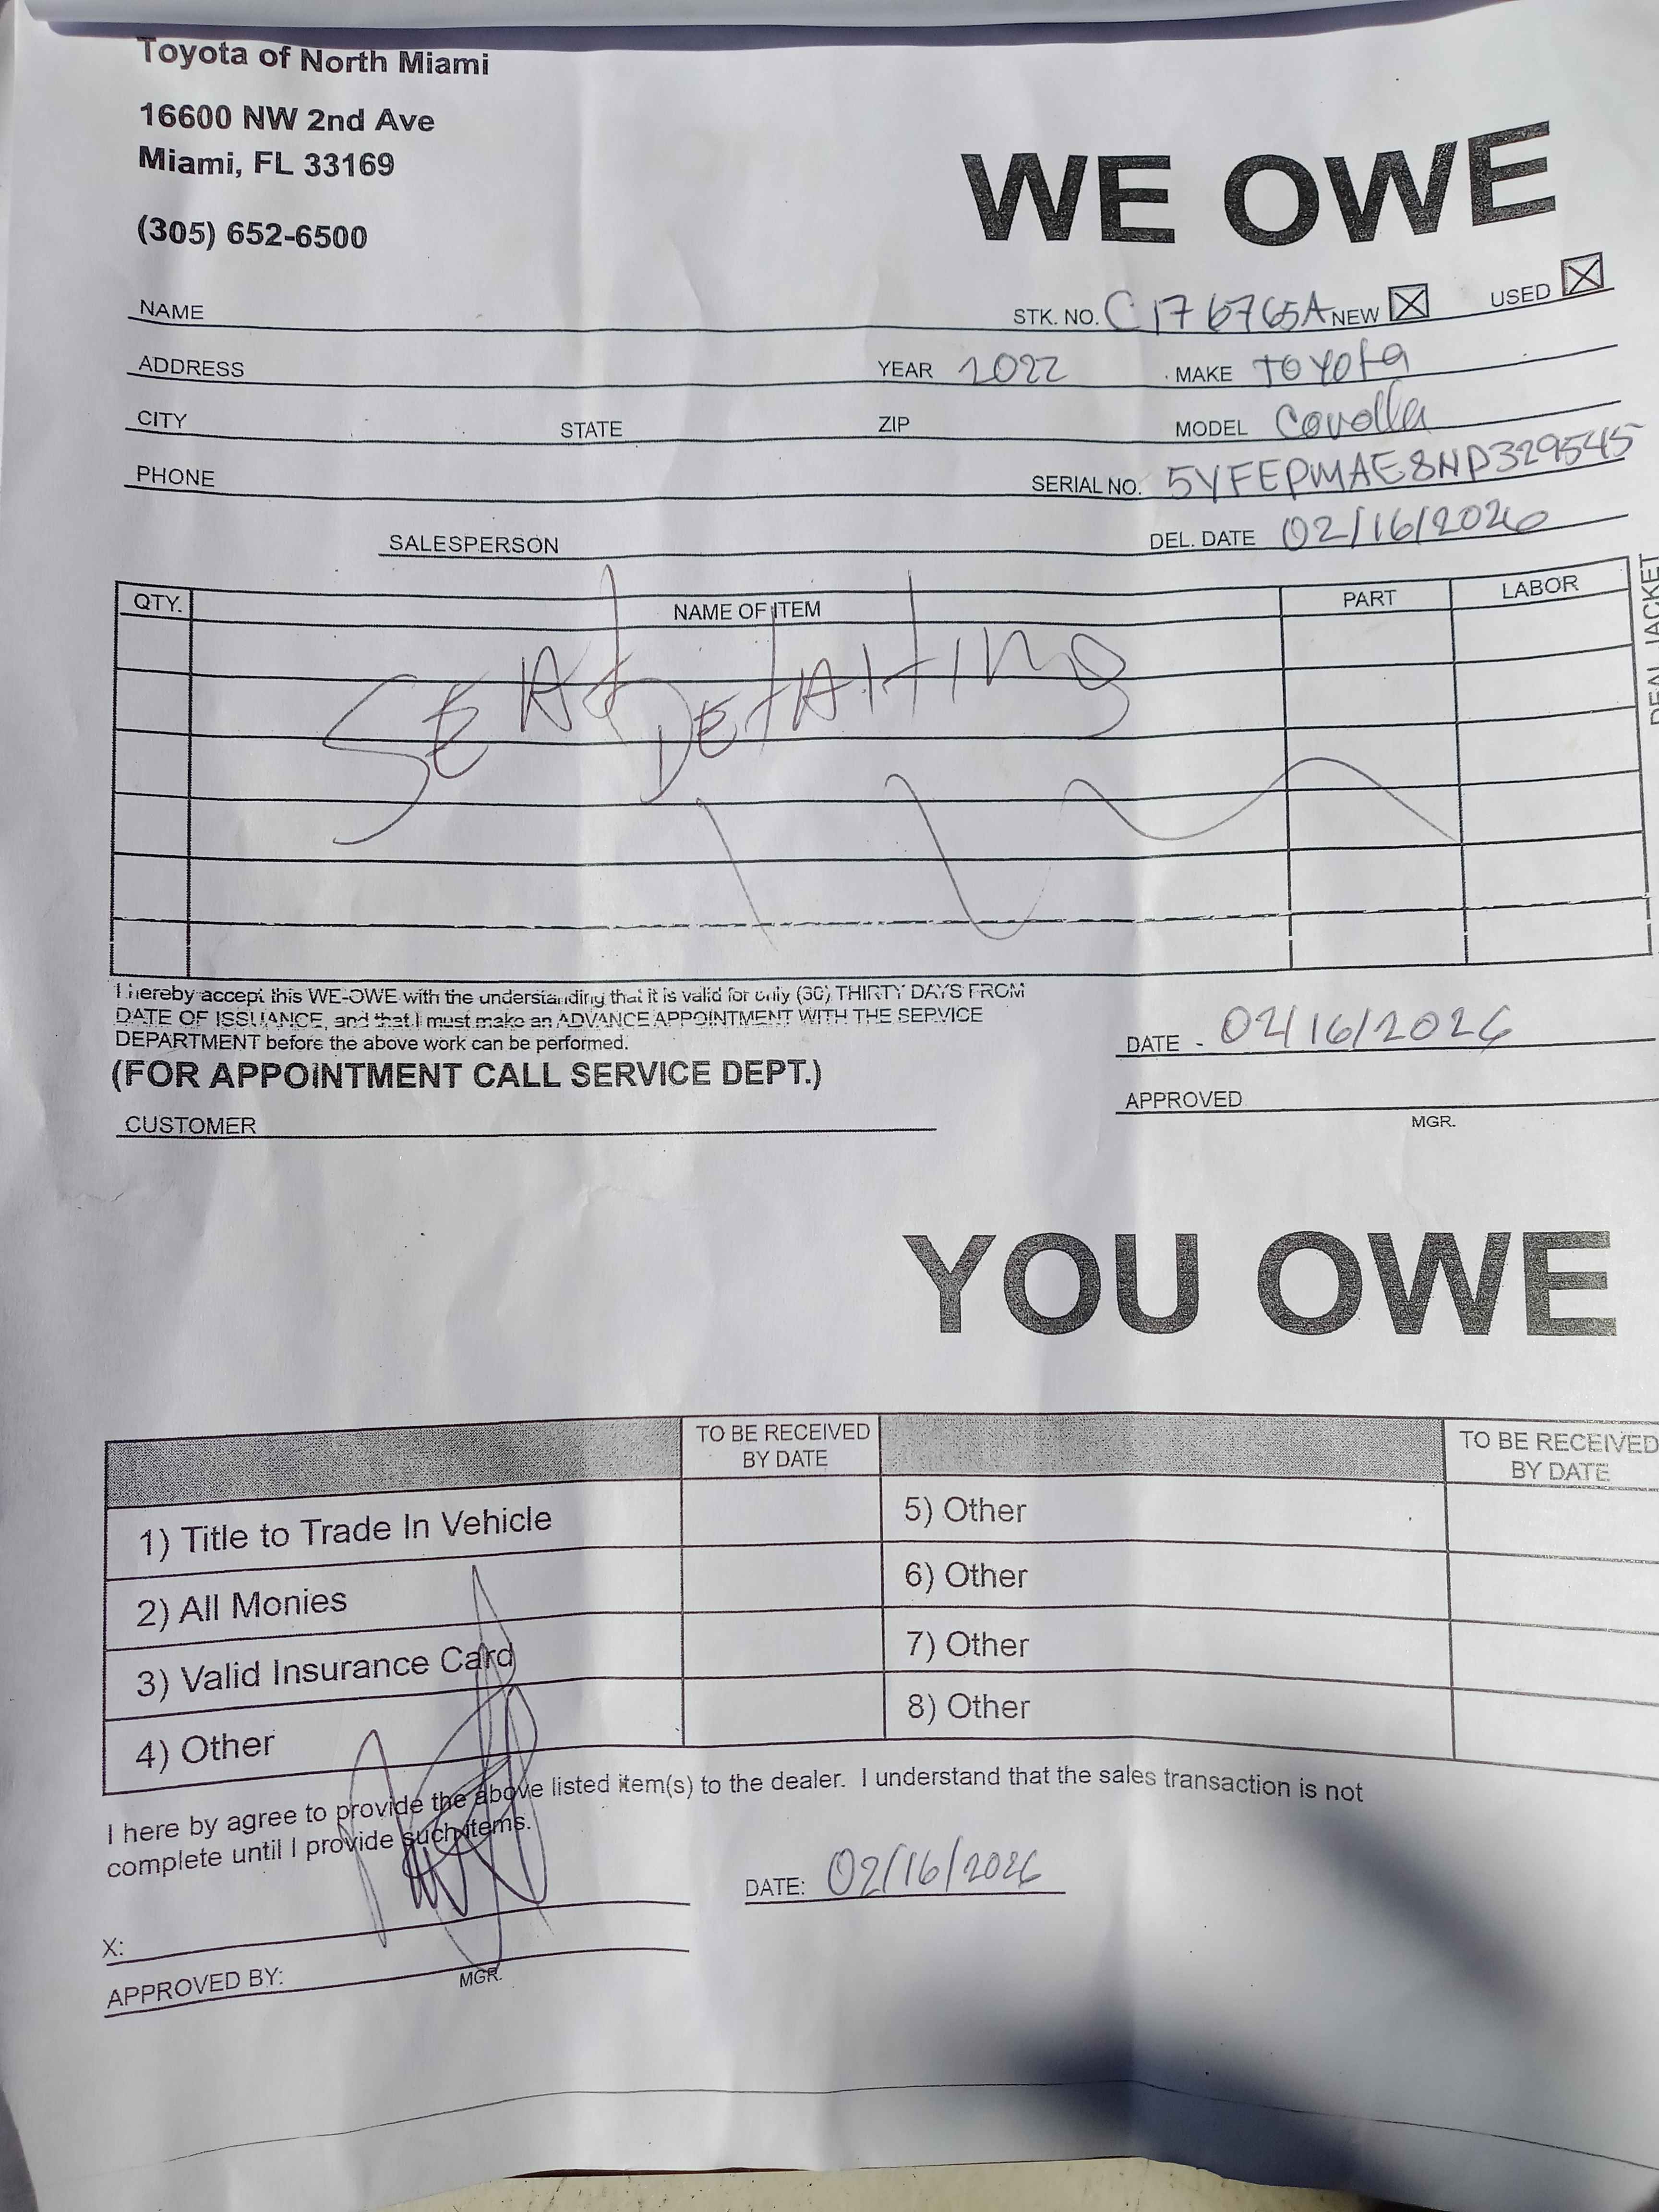 Toyota of North Miami
16600 NW 2nd Ave
Miami, FL 33169
(305) 652-6500
WE OWE
NAME STK. NO. C176765A NEW ☒ USED ☒
ADDRESS YEAR 2022 MAKE TOYOTA
CITY STATE ZIP MODEL Corolla
PHONE SERIAL NO. 5YFEPMAE8NP329545
SALESPERSON DEL. DATE 02/16/2026
QTY. NAME OF ITEM PART LABOR
SEAT DETAILING
DEAL JACKET
I hereby accept this WE-OWE with the understanding that it is valid for only (30) THIRTY DAYS FROM
DATE OF ISSUANCE, and that I must make an ADVANCE APPOINTMENT WITH THE SERVICE
DEPARTMENT before the above work can be performed.
(FOR APPOINTMENT CALL SERVICE DEPT.)
DATE - 02/16/2026
APPROVED
MGR.
CUSTOMER
YOU OWE
TO BE RECEIVED BY DATE TO BE RECEIVED BY DATE
1) Title to Trade In Vehicle 5) Other
2) All Monies 6) Other
3) Valid Insurance Card 7) Other
4) Other 8) Other
I here by agree to provide the above listed item(s) to the dealer. I understand that the sales transaction is not
complete until I provide such items.
X: DATE: 02/16/2026
APPROVED BY: MGR.